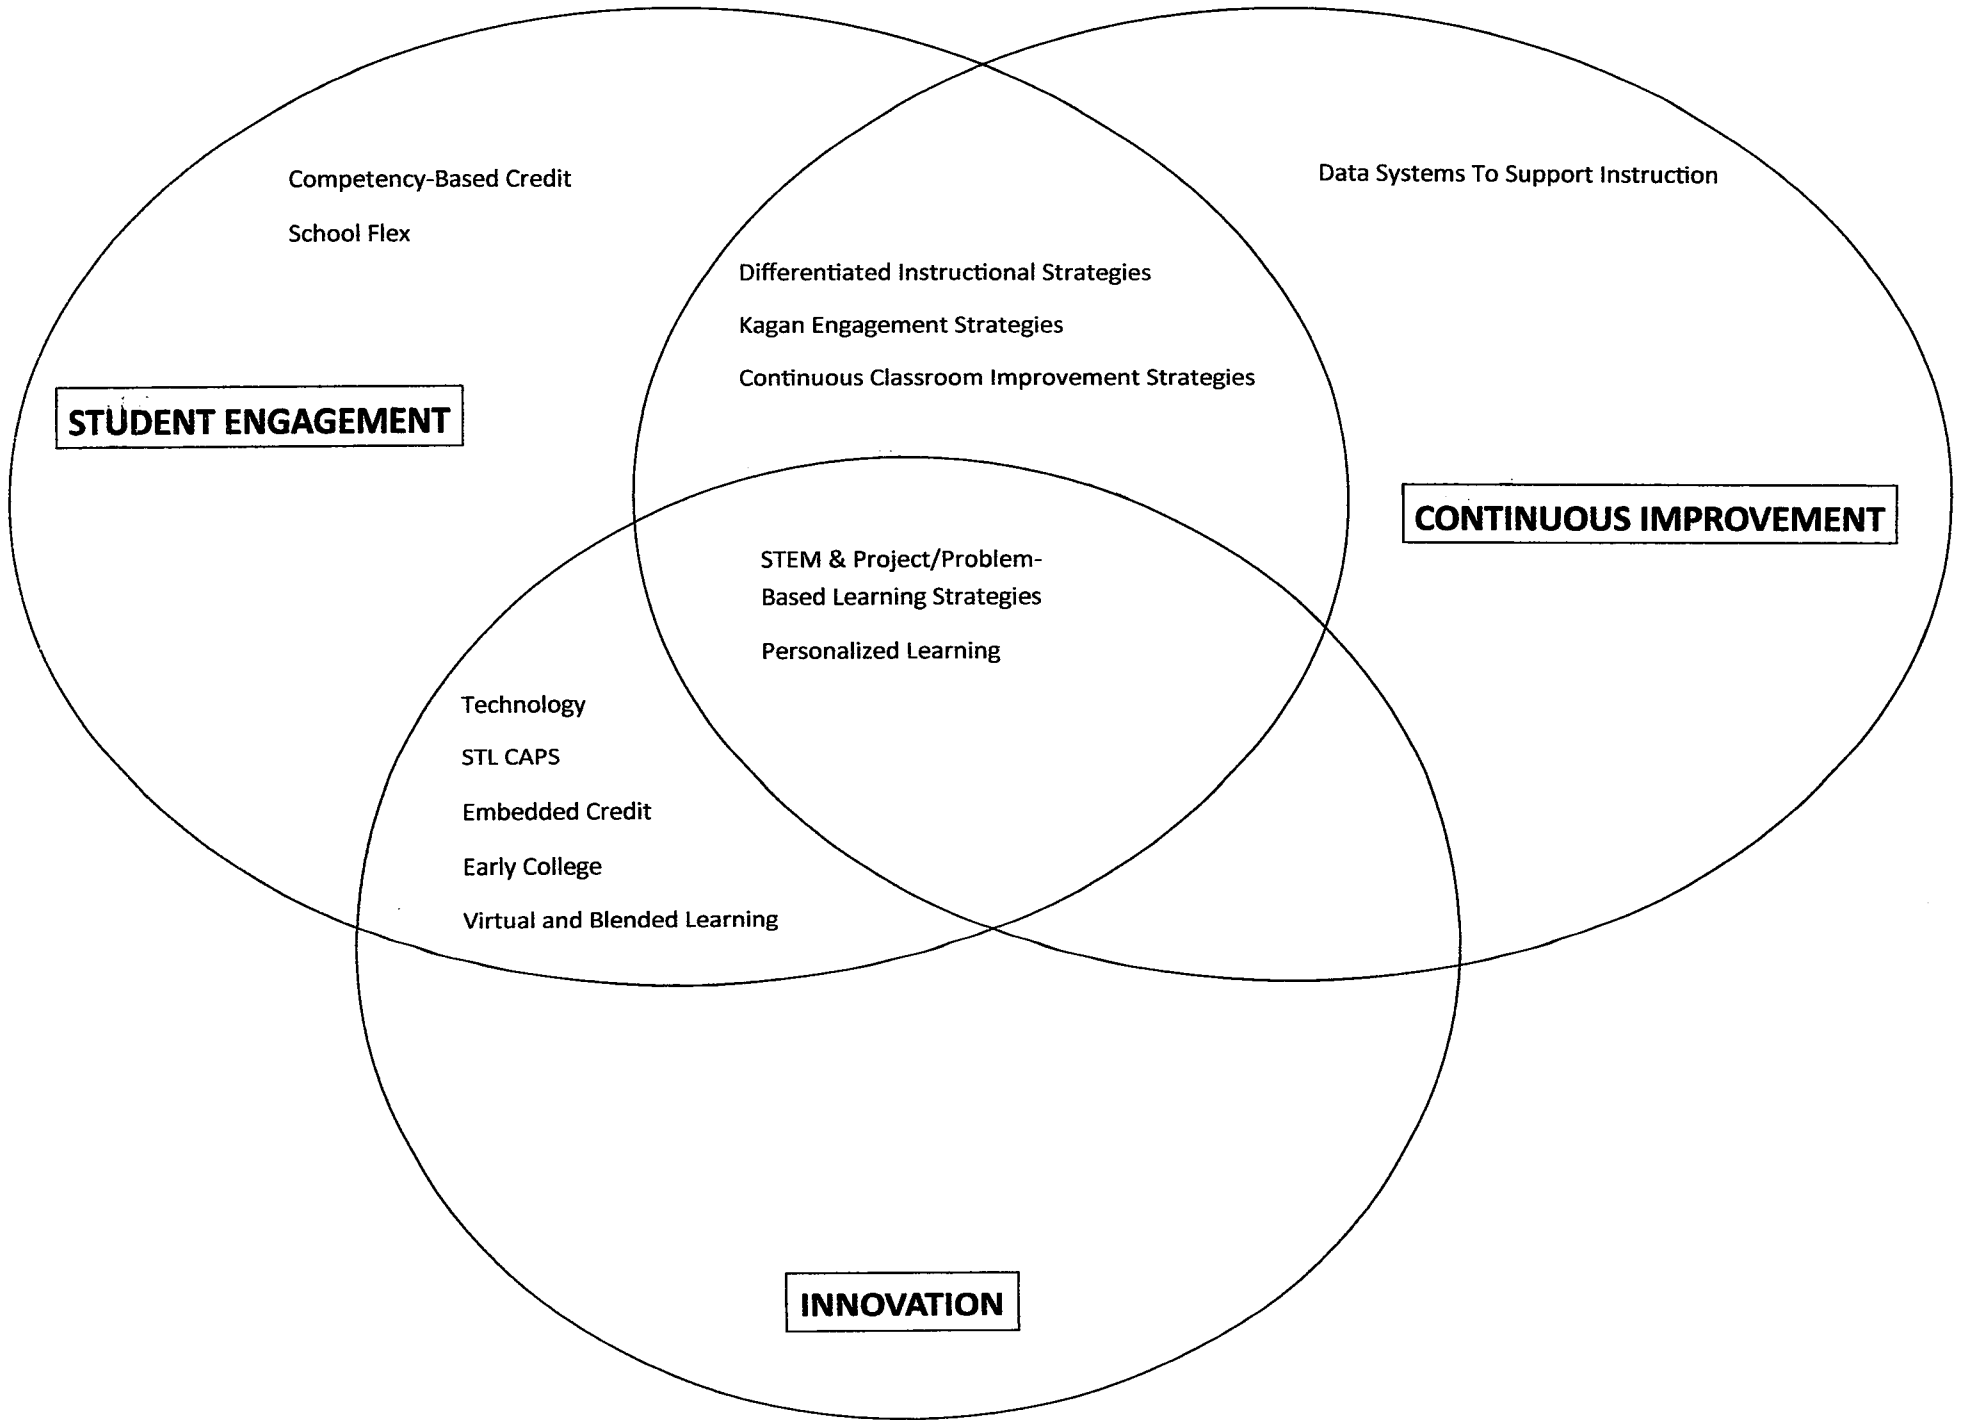 Competency-Based Credit
School Flex
Data Systems To Support Instruction
Differentiated Instructional Strategies
Kagan Engagement Strategies
Continuous Classroom Improvement Strategies
STUDENT ENGAGEMENT
CONTINUOUS IMPROVEMENT
STEM & Project/Problem-
Based Learning Strategies
Personalized Learning
Technology
STL CAPS
Embedded Credit
Early College
Virtual and Blended Learning
INNOVATION